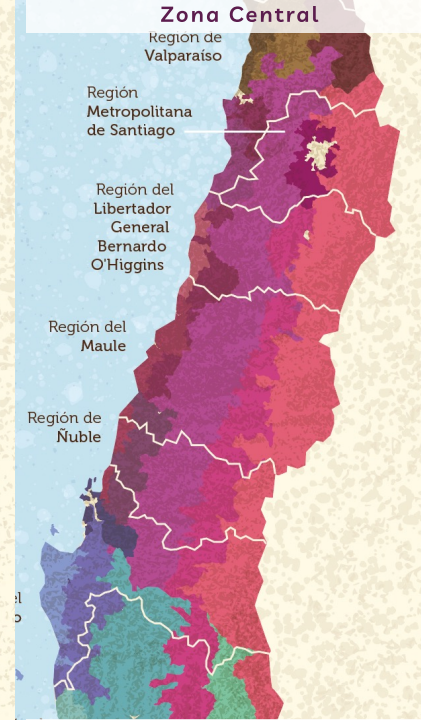 Zona Central
Región de
Valparaíso
Región
Metropolitana
de Santiago
Región del
Libertador
General
Bernardo
O'Higgins
Región del
Maule
Región de
Ñuble